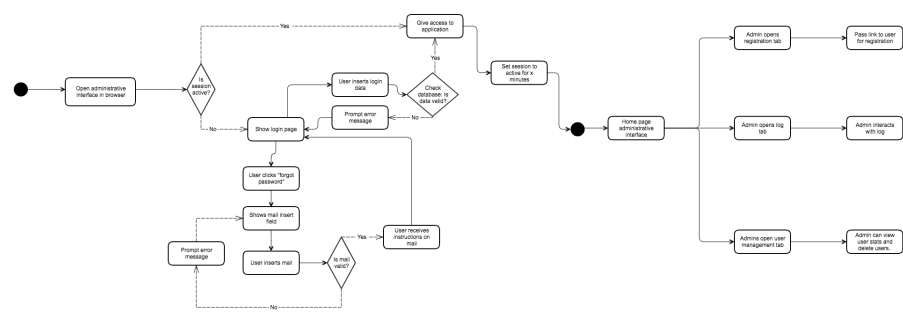 Yes
Give access to
application
Admin opens
registration tab
Pass link to user
for registration
Yes
Set session to
active for x
minutes
Is
session
active?
Open administrative
interface in browser
User inserts login
data
Check
database: is
data valid?
No
Prompt error
message
No
Show login page
Home page
administrative
interface
Admin opens log
tab
Admin interacts
with log
User clicks "forgot
password"
Shows mail insert
field
Yes
User receives
instructions on
mail
Prompt error
message
User inserts mail
Is mail
valid?
Admins open user
management tab
Admin can view
user stats and
delete users.
No